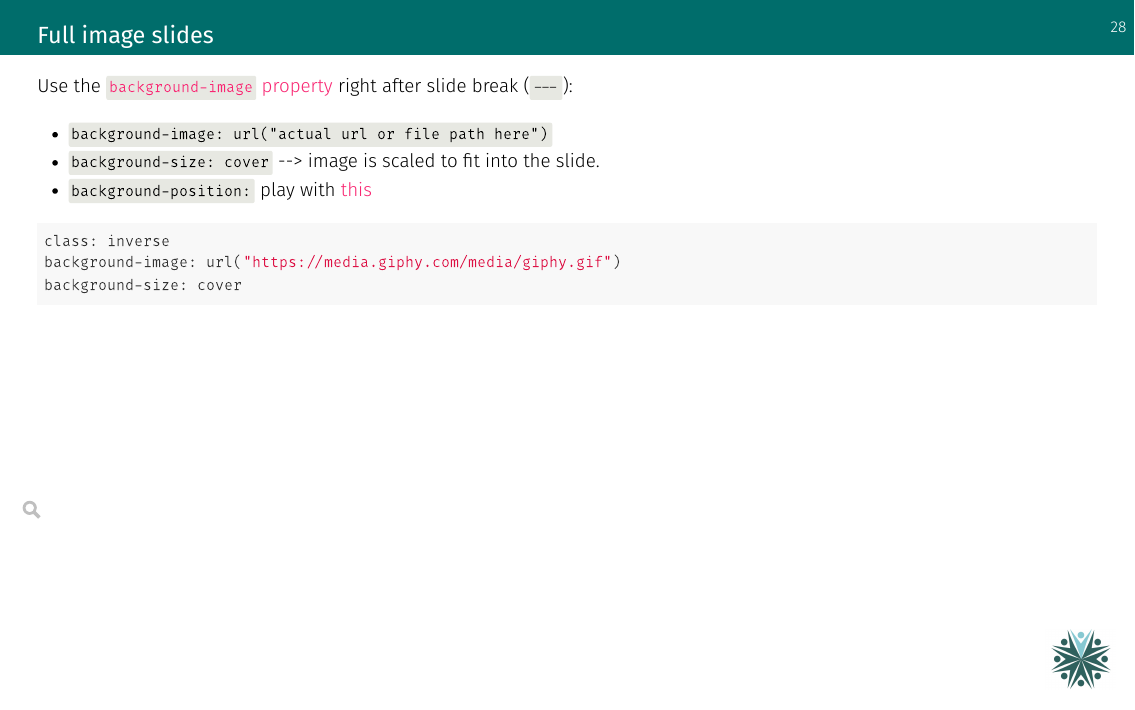 Full image slides
28
Use the background-image property right after slide break (---):
• background-image: url("actual url or file path here")
• background-size: cover --> image is scaled to fit into the slide.
• background-position: play with this
class: inverse
background-image: url("https://media.giphy.com/media/giphy.gif")
background-size: cover